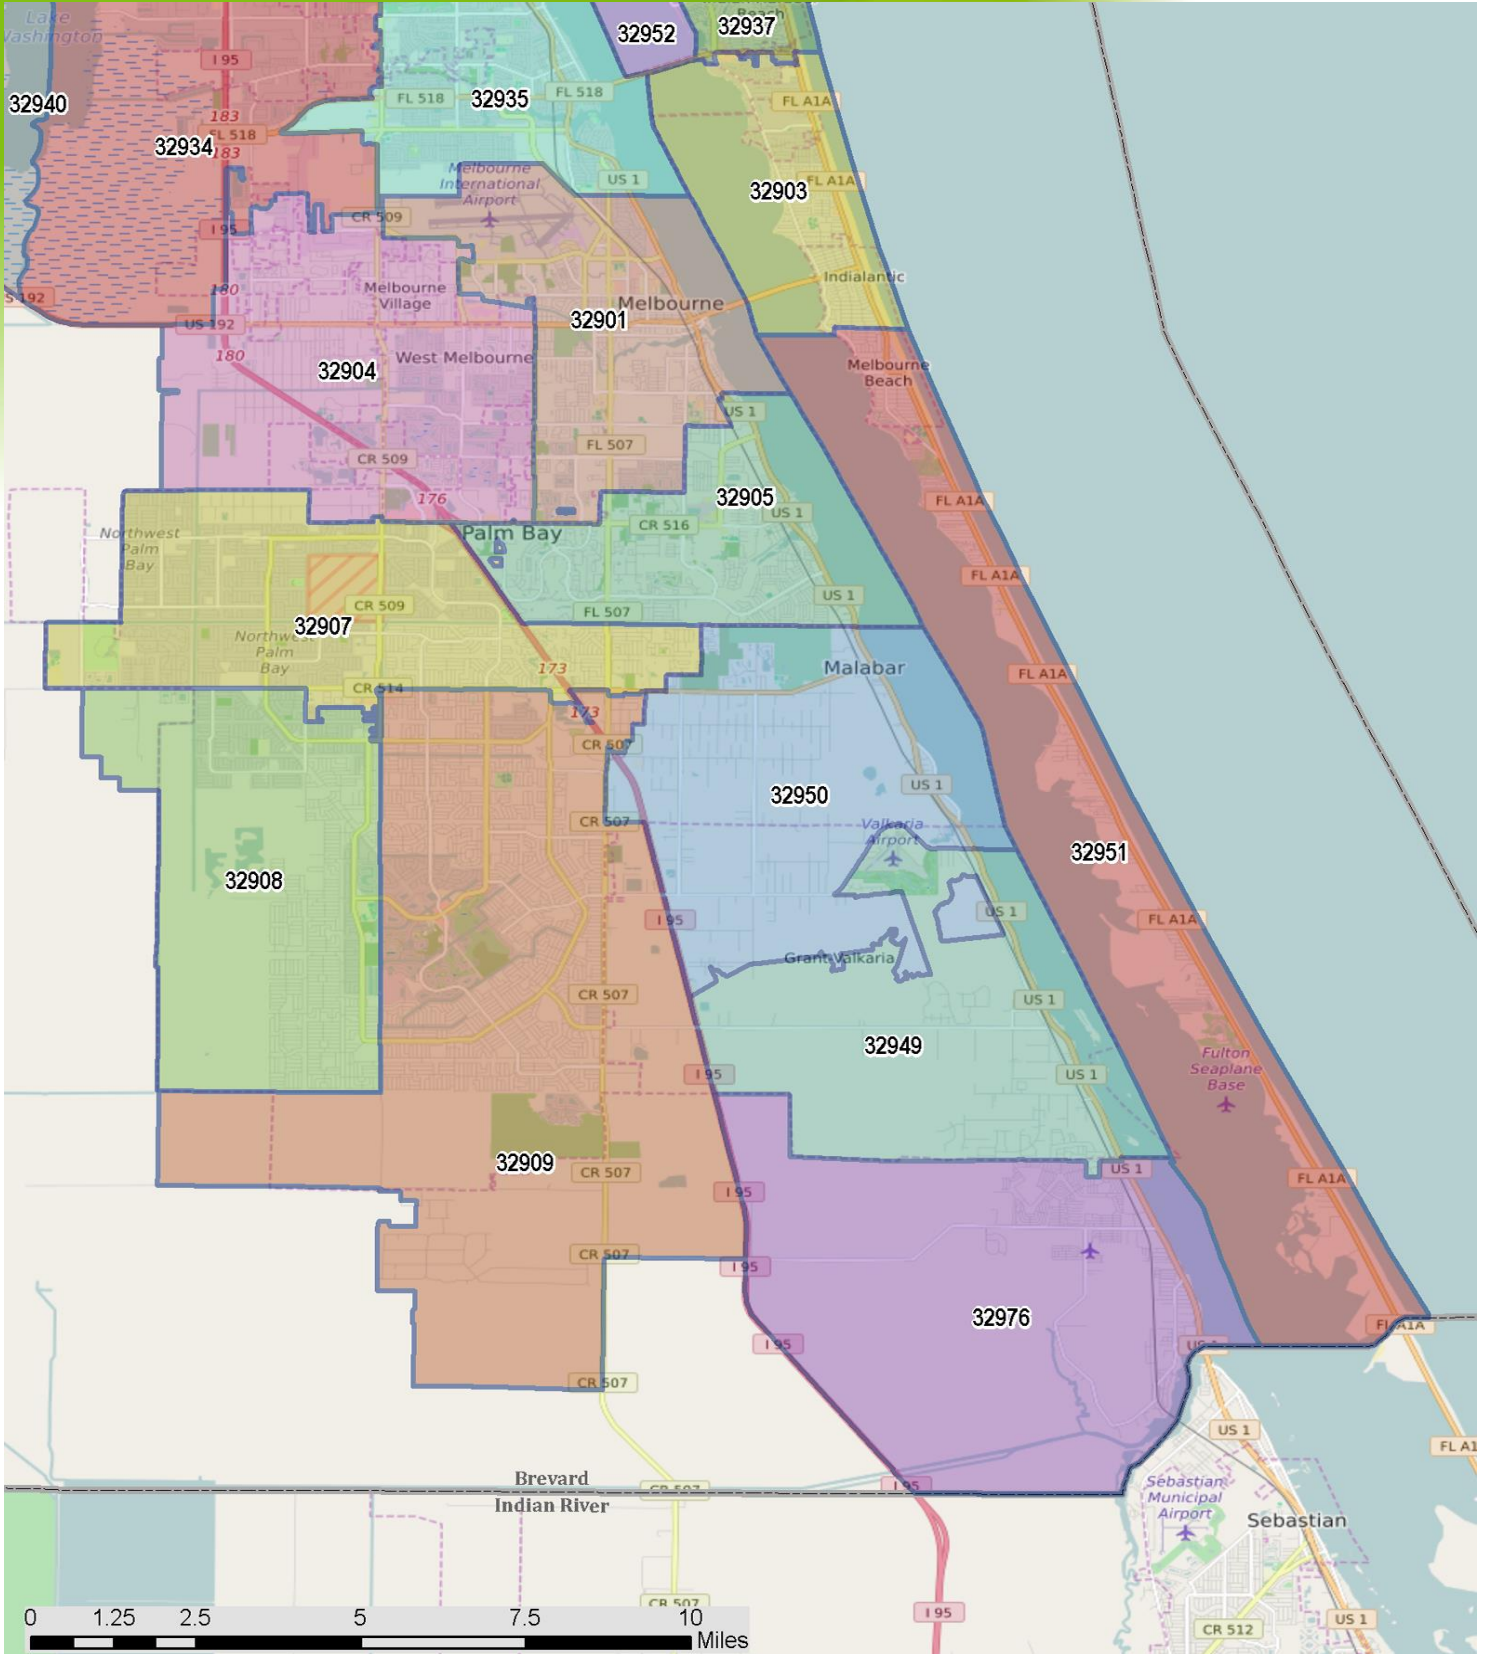 Lake
Washington
Beach
32952
32937
I 95
32940
FL 518
32935
FL 518
FL A1A
183
FL 518
32934
183
Melbourne
International
Airport
US 1
32903
FL A1A
CR 509
I 95
180
Melbourne
Village
Melbourne
Indialantic
S 192
US 192
32901
180
32904
West Melbourne
Melbourne
Beach
US 1
CR 509
FL 507
176
32905
US 1
FL A1A
CR 516
Northwest
Palm
Bay
Palm Bay
FL A1A
US 1
CR 509
FL 507
32907
Northwest
Palm
Bay
173
Malabar
FL A1A
CR 514
173
CR 507
32950
US 1
CR 507
Valkaria
Airport
32951
32908
I 95
US 1
FL A1A
Grant-Valkaria
CR 507
US 1
32949
Fulton
Seaplane
Base
I 95
US 1
32909
CR 507
US 1
I 95
FL A1A
CR 507
I 95
32976
FL A1A
I 95
US 1
CR 507
US 1
FL A1
Brevard
Indian River
CR 507
I 95
Sebastian
Municipal
Airport
Sebastian
CR 507
I 95
CR 512
US 1
0 1.25 2.5 5 7.5 10
Miles